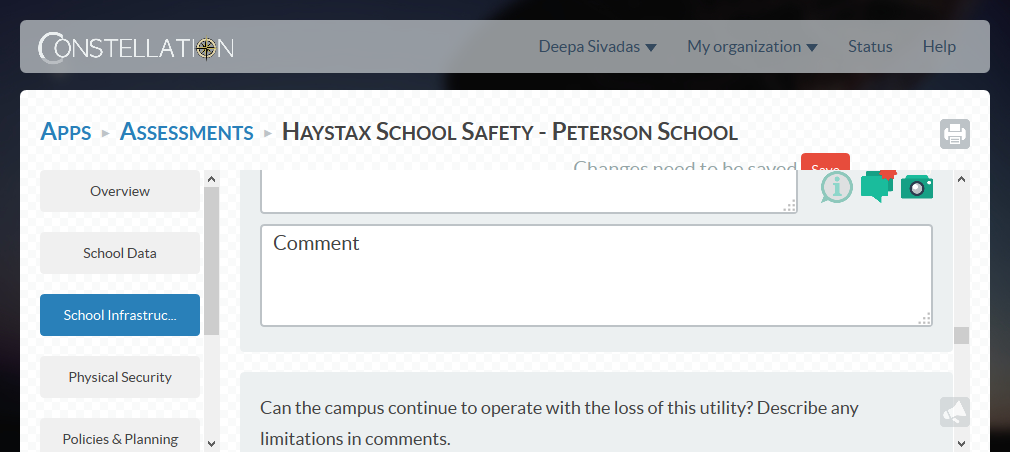 CONSTELLATION
Deepa Sivadas My organization Status Help
APPS ASSESSMENTS HAYSTAX SCHOOL SAFETY - PETERSON SCHOOL
Changes need to be saved Save
Overview
School Data
School Infrastruc...
Physical Security
Policies & Planning
Comment
Can the campus continue to operate with the loss of this utility? Describe any
limitations in comments.